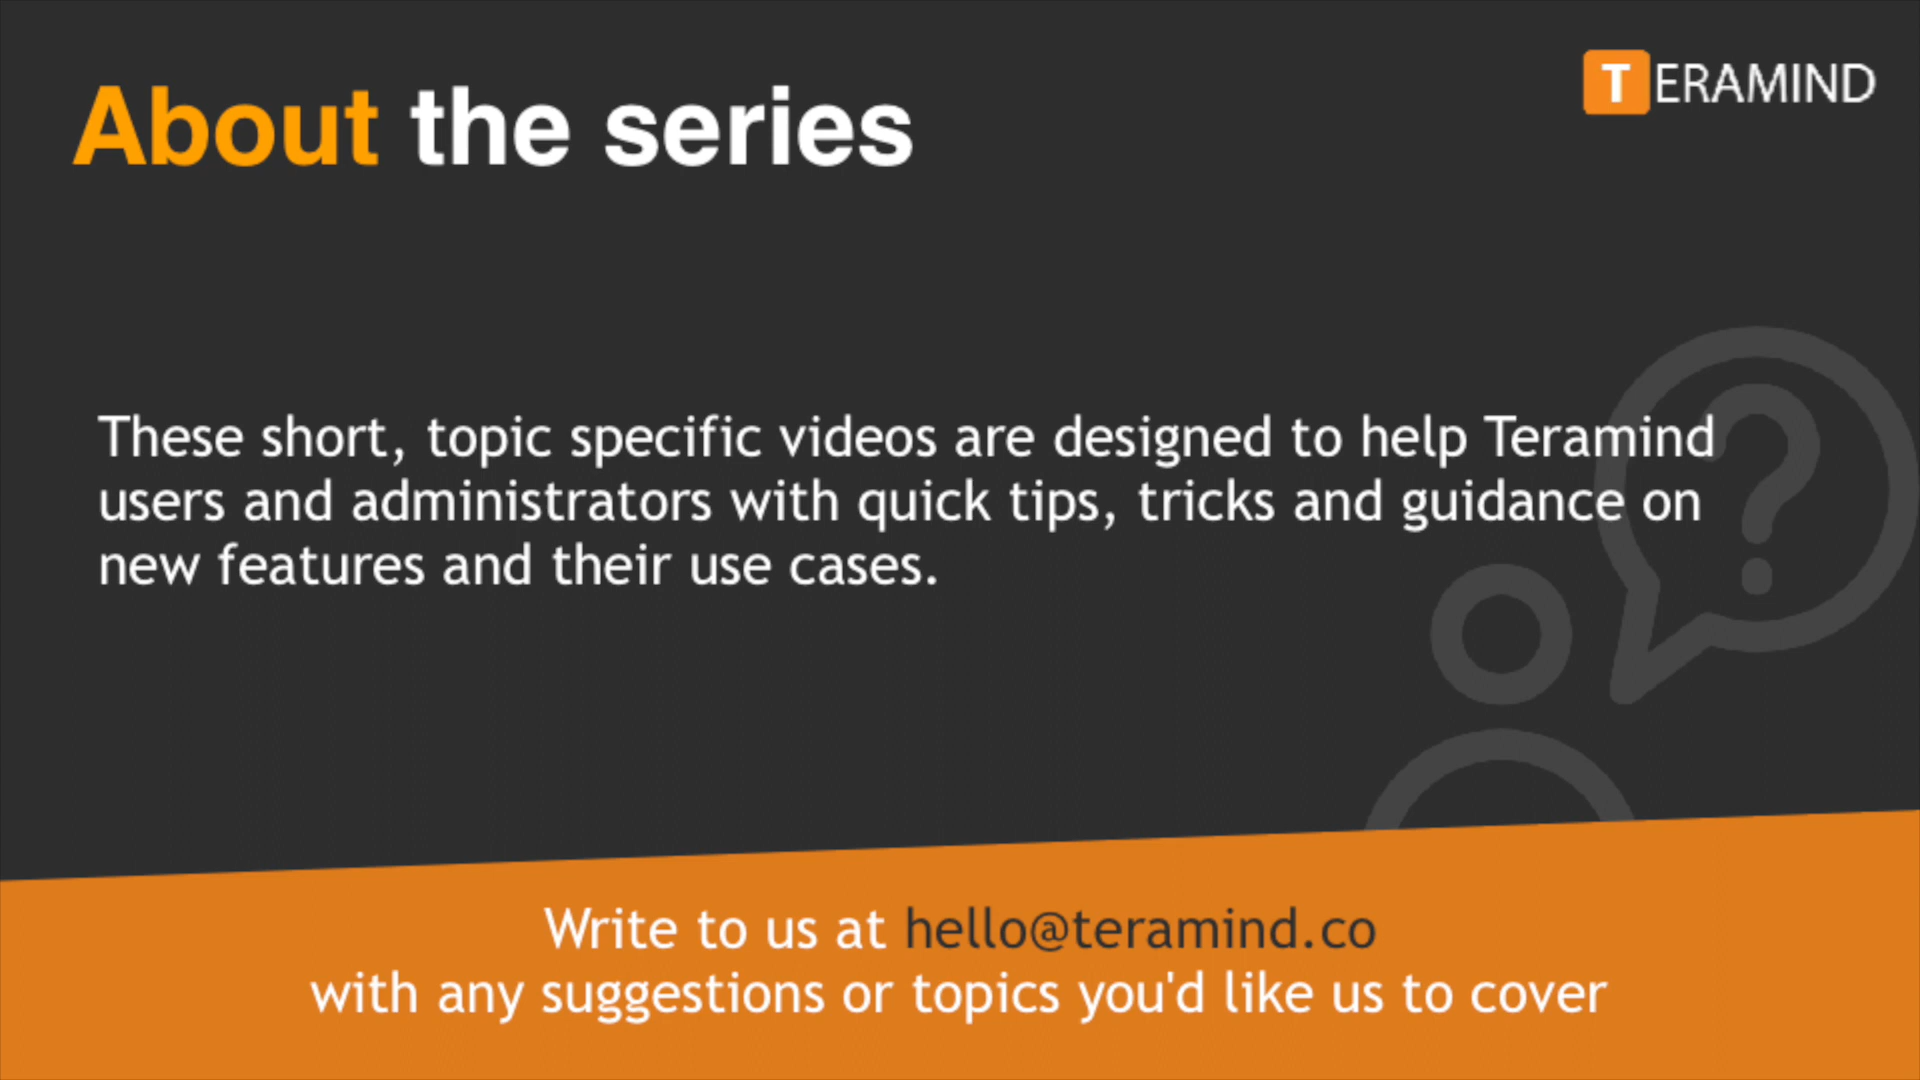 About the series
TERAMIND
These short, topic specific videos are designed to help Teramind
users and administrators with quick tips, tricks and guidance on
new features and their use cases.
Write to us at hello@teramind.co
with any suggestions or topics you'd like us to cover